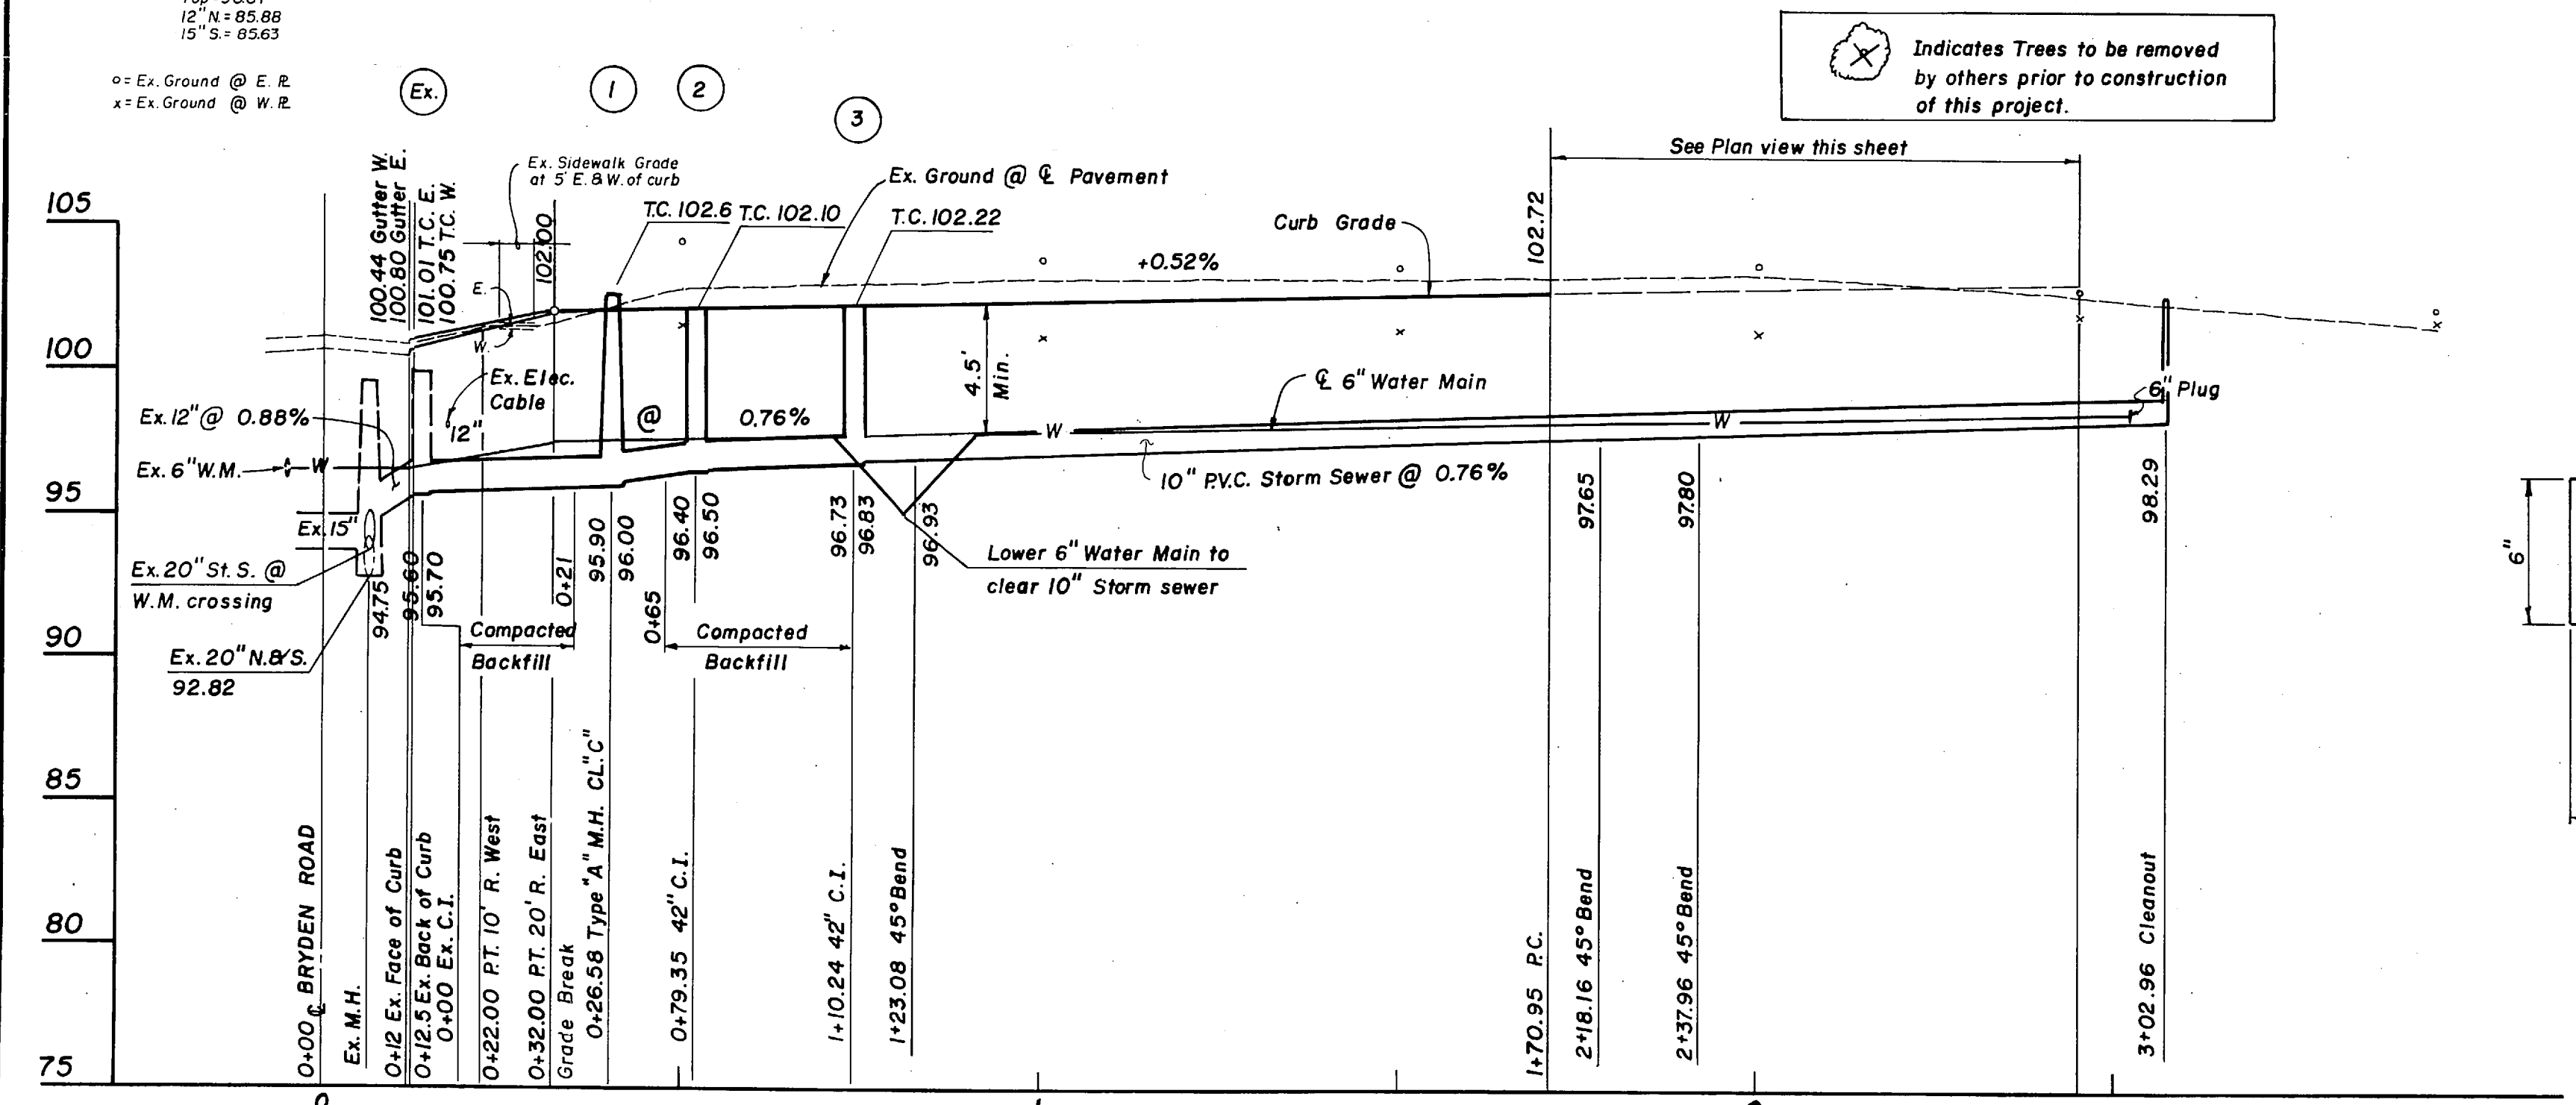 12" N. = 85.88
15" S. = 85.63
o = Ex. Ground @ E. ℞
x = Ex. Ground @ W. ℞
Ex.
1
2
3
Indicates Trees to be removed
by others prior to construction
of this project.
See Plan view this sheet
Ex. Sidewalk Grade
at 5' E. & W. of curb
Ex. Ground @ ℄ Pavement
100.44 Gutter W.
100.80 Gutter E.
101.01 T.C. E.
100.75 T.C. W.
102.00
T.C. 102.6
T.C. 102.10
T.C. 102.22
Curb Grade
102.72
+0.52%
E.
W.
105
100
95
90
85
80
75
Ex. Elec.
Cable
4.5'
Min.
℄ 6" Water Main
6" Plug
Ex. 12" @ 0.88%
12"
@
0.76%
W
W
Ex. 6" W.M.
W
10" P.V.C. Storm Sewer @ 0.76%
Ex. 15"
Ex. 20" St. S. @
W.M. crossing
Ex. 20" N.&S.
92.82
94.75
95.60
95.70
0+21
95.90
96.00
0+65
96.40
96.50
96.73
96.83
96.93
97.65
97.80
98.29
Lower 6" Water Main to
clear 10" Storm sewer
Compacted
Backfill
Compacted
Backfill
6"
0+00 ℄ BRYDEN ROAD
Ex. M.H.
0+12 Ex. Face of Curb
0+12.5 Ex. Back of Curb
0+00 Ex. C.I.
0+22.00 P.T. 10' R. West
0+32.00 P.T. 20' R. East
Grade Break
0+26.58 Type "A" M.H. CL."C"
0+79.35 42" C.I.
1+10.24 42" C.I.
1+23.08 45° Bend
1+70.95 P.C.
2+18.16 45° Bend
2+37.96 45° Bend
3+02.96 Cleanout